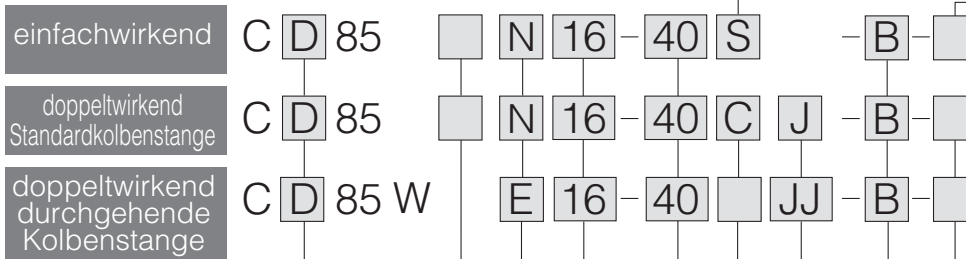 einfachwirkend C D 85 N 16 - 40 S - B -
doppeltwirkend
Standardkolbenstange C D 85 N 16 - 40 C J - B -
doppeltwirkend
durchgehende
Kolbenstange C D 85 W E 16 - 40 JJ - B -